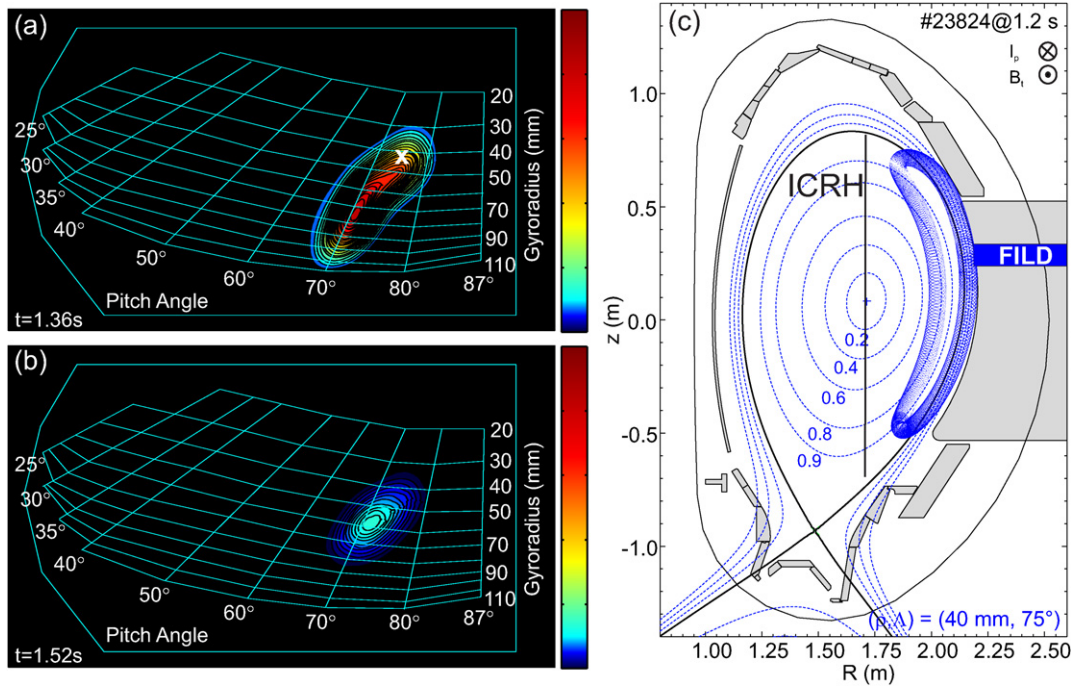 (a)
20
30
40
50
70
90
110
Gyroradius (mm)
25°
30°
35°
40°
50°
60°
70°
80°
87°
Pitch Angle
t=1.36s
(b)
20
30
40
50
70
90
110
Gyroradius (mm)
25°
30°
35°
40°
50°
60°
70°
80°
87°
Pitch Angle
t=1.52s
(c)
#23824@1.2 s
I_p
B_t
ICRH
FILD
0.2
0.4
0.6
0.8
0.9
(ρ,Λ) = (40 mm, 75°)
z (m)
1.0
0.5
0.0
-0.5
-1.0
1.00 1.25 1.50 1.75 2.00 2.25 2.50
R (m)